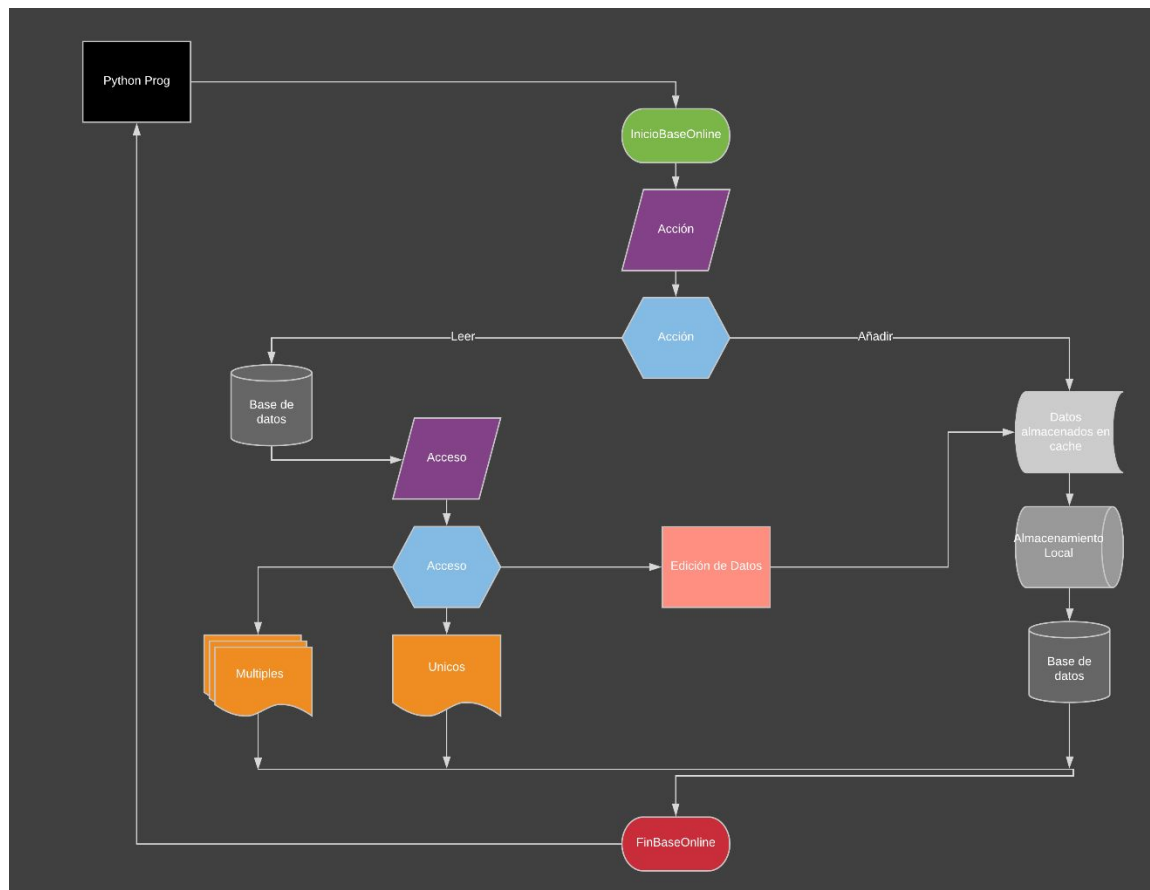 Python Prog
InicioBaseOnline
Acción
Acción
Leer
Añadir
Base de
datos
Datos
almacenados en
cache
Acceso
Almacenamiento
Local
Acceso
Edición de Datos
Multiples
Unicos
Base de
datos
FinBaseOnline